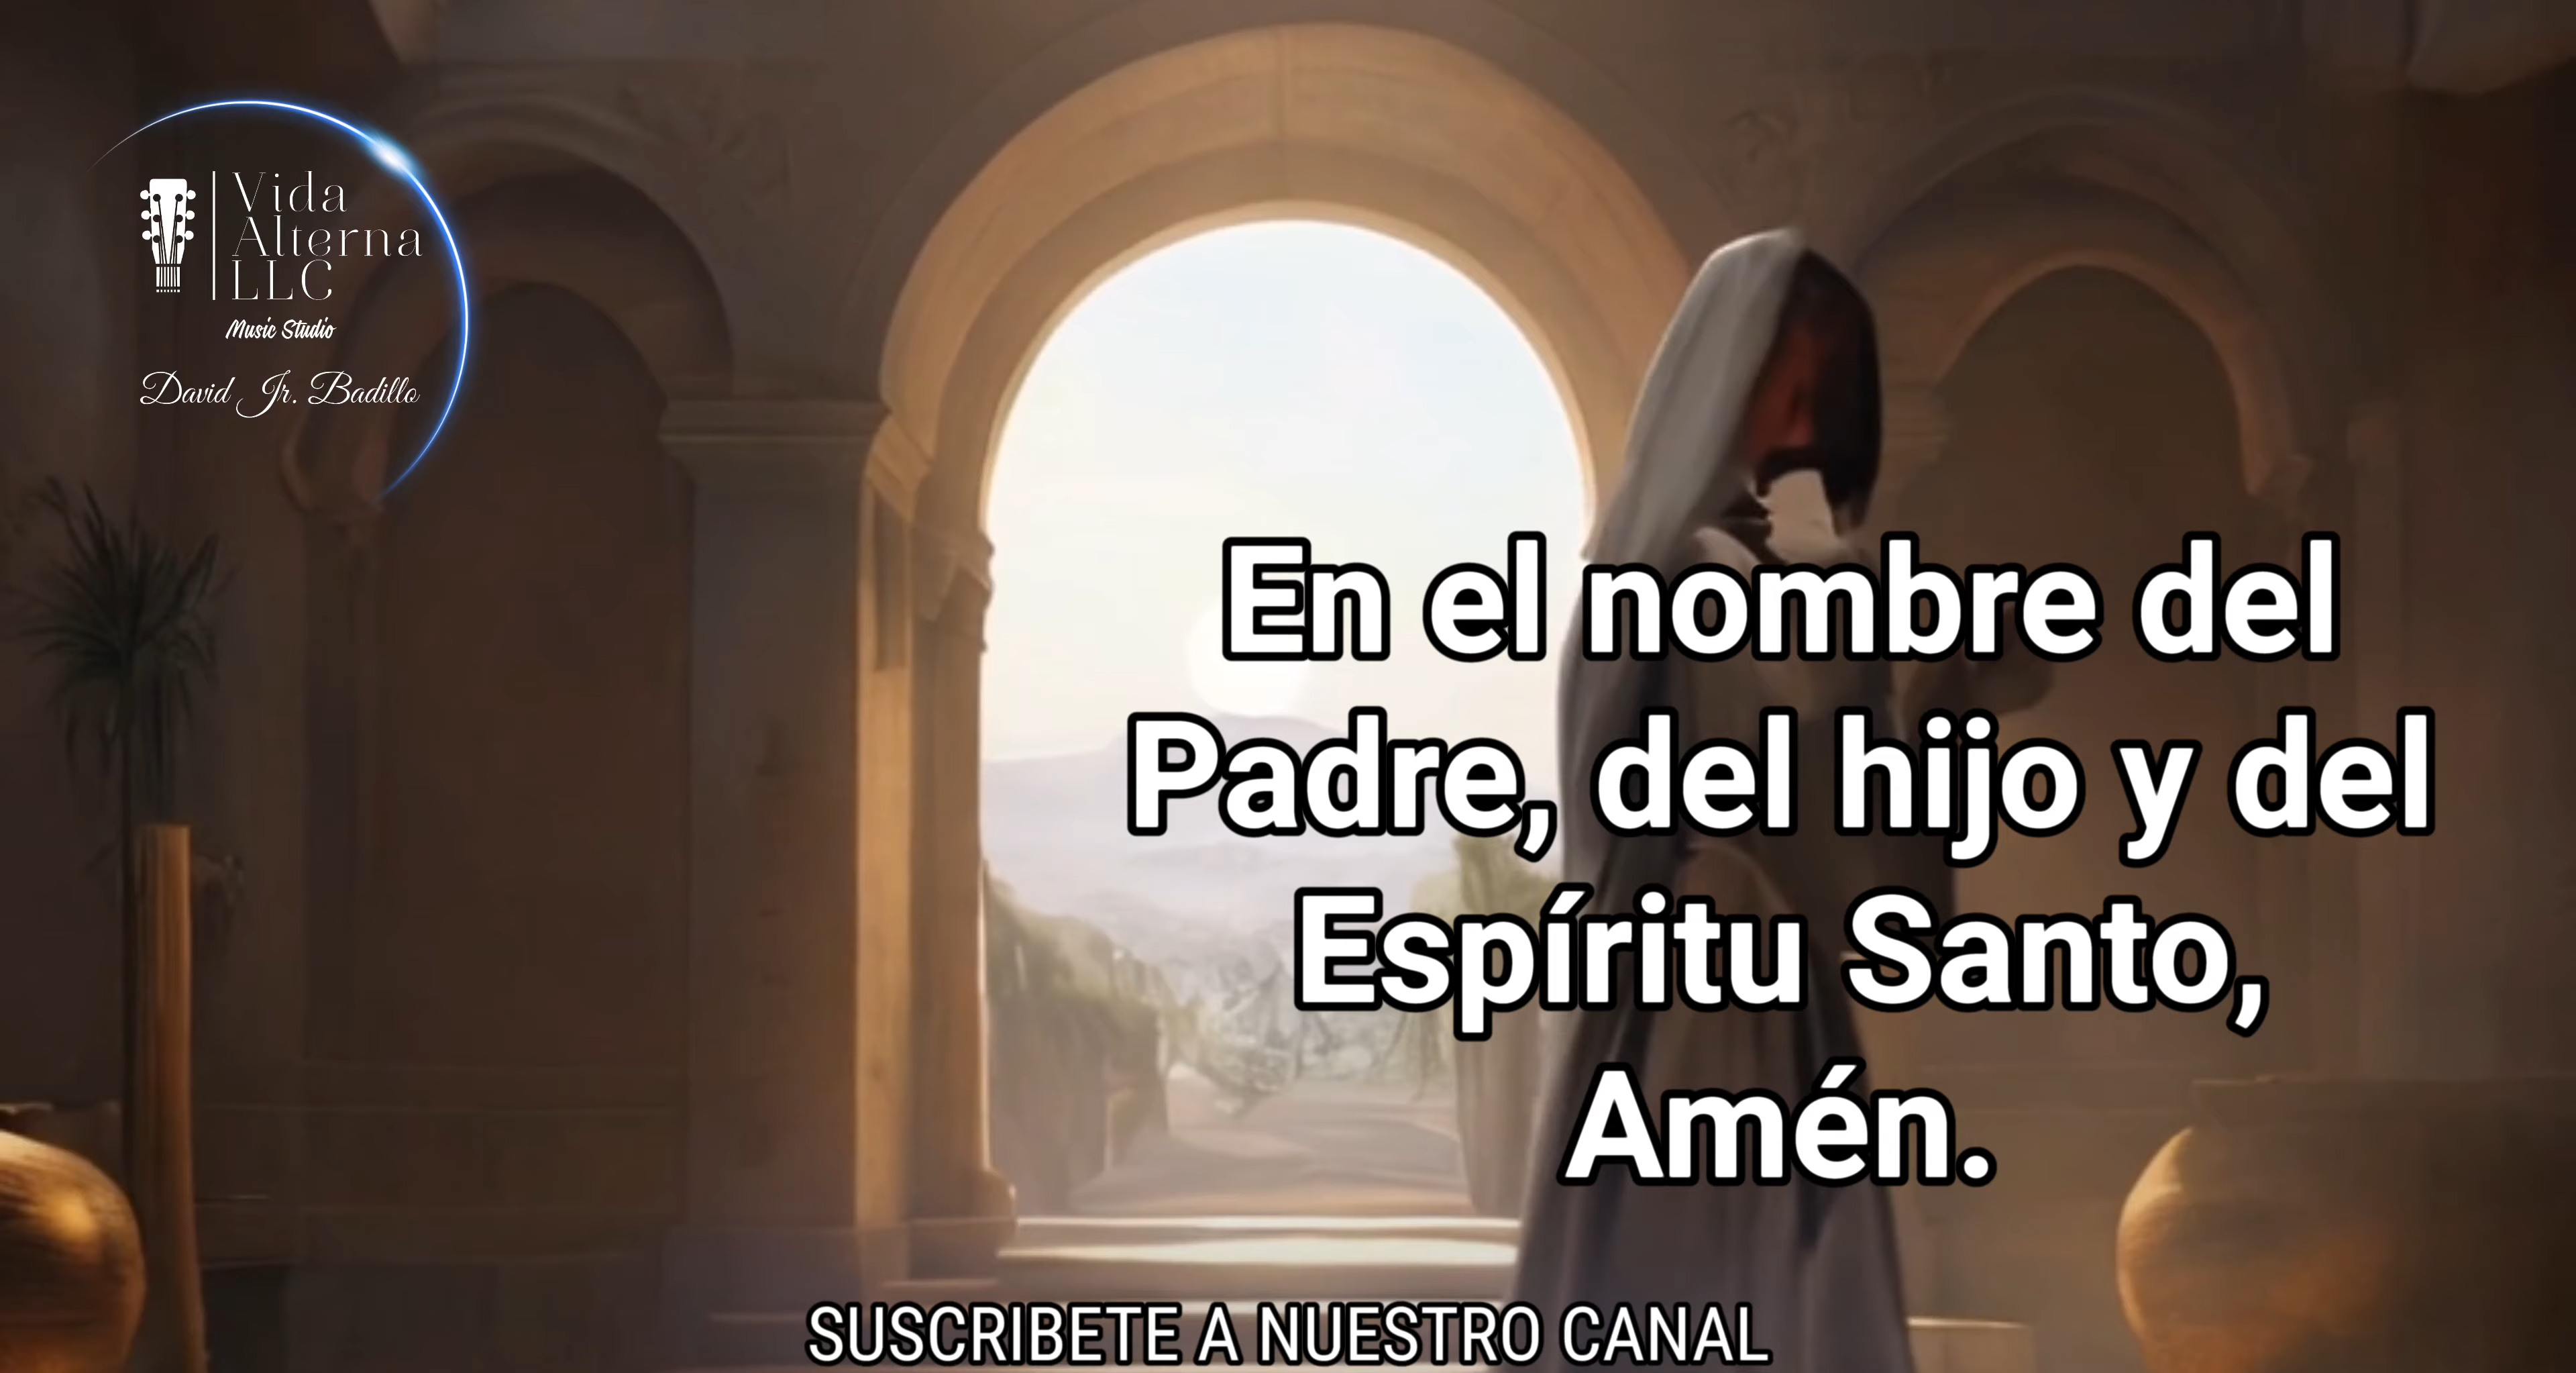 Vida
Alterna
LLC
Music Studio
David Jr. Badillo
En el nombre del
Padre, del hijo y del
Espíritu Santo,
Amén.
SUSCRIBETE A NUESTRO CANAL